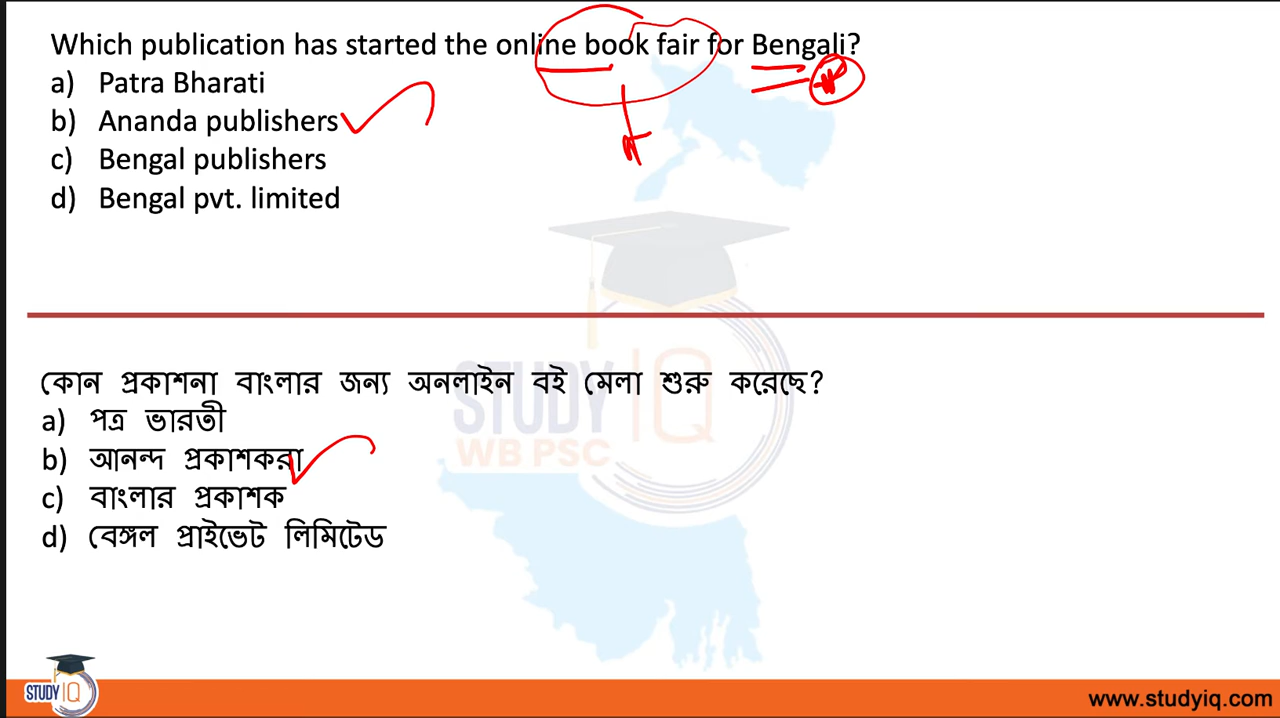 Which publication has started the online book fair for Bengali?
a) Patra Bharati
b) Ananda publishers
c) Bengal publishers
d) Bengal pvt. limited
STUDY IQ
WB PSC
কোন প্রকাশনা বাংলার জন্য অনলাইন বই মেলা শুরু করেছে?
a) পত্র ভারতী
b) আনন্দ প্রকাশকরা
c) বাংলার প্রকাশক
d) বেঙ্গল প্রাইভেট লিমিটেড
STUDY IQ
www.studyiq.com